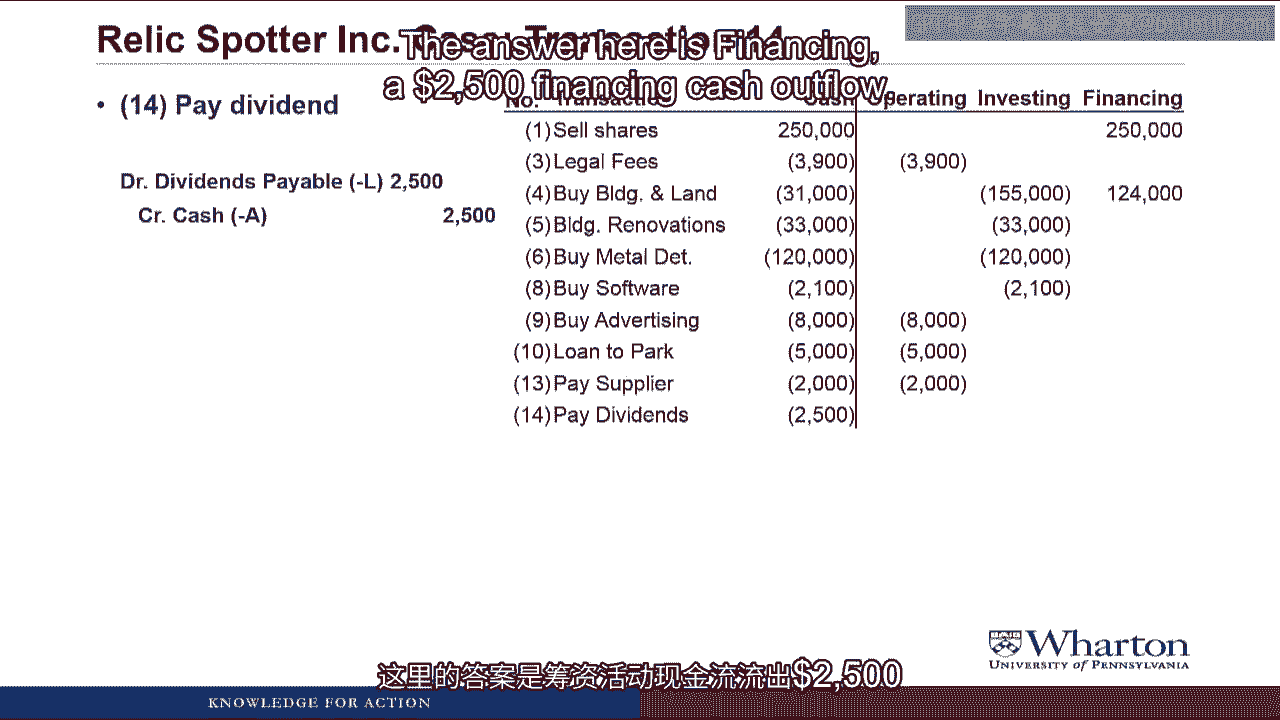 Relic Spotter Inc. Case: Transaction 14
The answer here is Financing,
a $2,500 financing cash outflow.
• (14) Pay dividend
Dr. Dividends Payable (-L) 2,500
Cr. Cash (-A) 2,500
No. Transaction Cash Operating Investing Financing
(1) Sell shares 250,000 250,000
(3) Legal Fees (3,900) (3,900)
(4) Buy Bldg. & Land (31,000) (155,000) 124,000
(5) Bldg. Renovations (33,000) (33,000)
(6) Buy Metal Det. (120,000) (120,000)
(8) Buy Software (2,100) (2,100)
(9) Buy Advertising (8,000) (8,000)
(10) Loan to Park (5,000) (5,000)
(13) Pay Supplier (2,000) (2,000)
(14) Pay Dividends (2,500)
Wharton
UNIVERSITY of PENNSYLVANIA
这里的答案是筹资活动现金流流出$2,500
KNOWLEDGE FOR ACTION